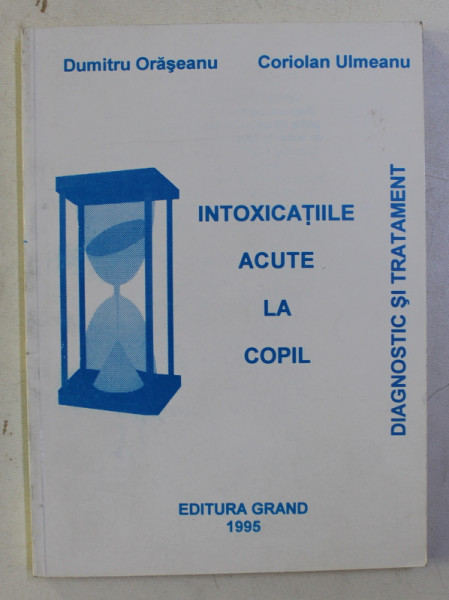 Dumitru Orășeanu Coriolan Ulmeanu
INTOXICAȚIILE
ACUTE
LA
COPIL
DIAGNOSTIC ȘI TRATAMENT
EDITURA GRAND
1995